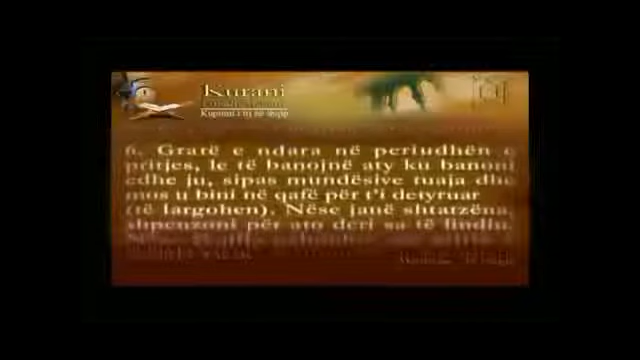 Kurani
Kuptimi i tij në shqip
6. Gratë e ndara në periudhën e
pritjes, le të banojnë aty ku banoni
edhe ju, sipas mundësive tuaja dhe
mos u bini në qafë për t'i detyruar
(të largohen). Nëse janë shtatzëna,
shpenzoni për ato deri sa të lindin.